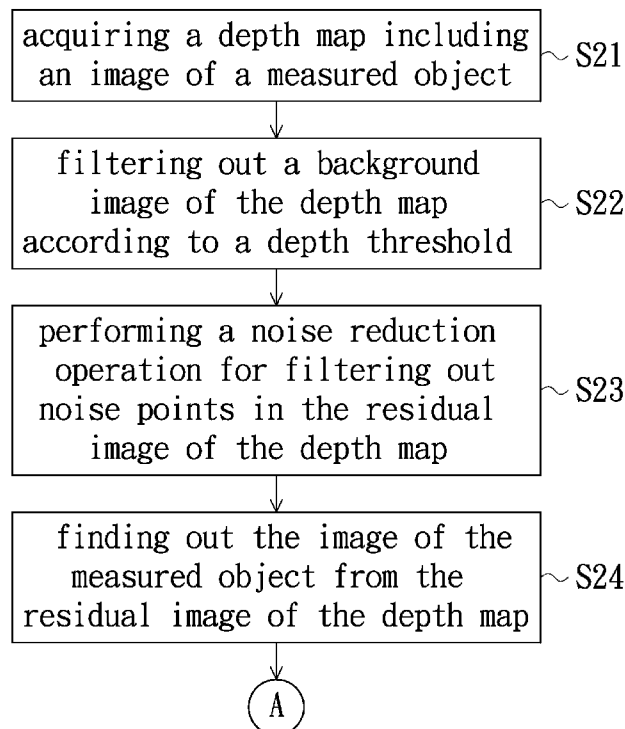 acquiring a depth map including
an image of a measured object
S21
filtering out a background
image of the depth map
according to a depth threshold
S22
performing a noise reduction
operation for filtering out
noise points in the residual
image of the depth map
S23
finding out the image of the
measured object from the
residual image of the depth map
S24
A